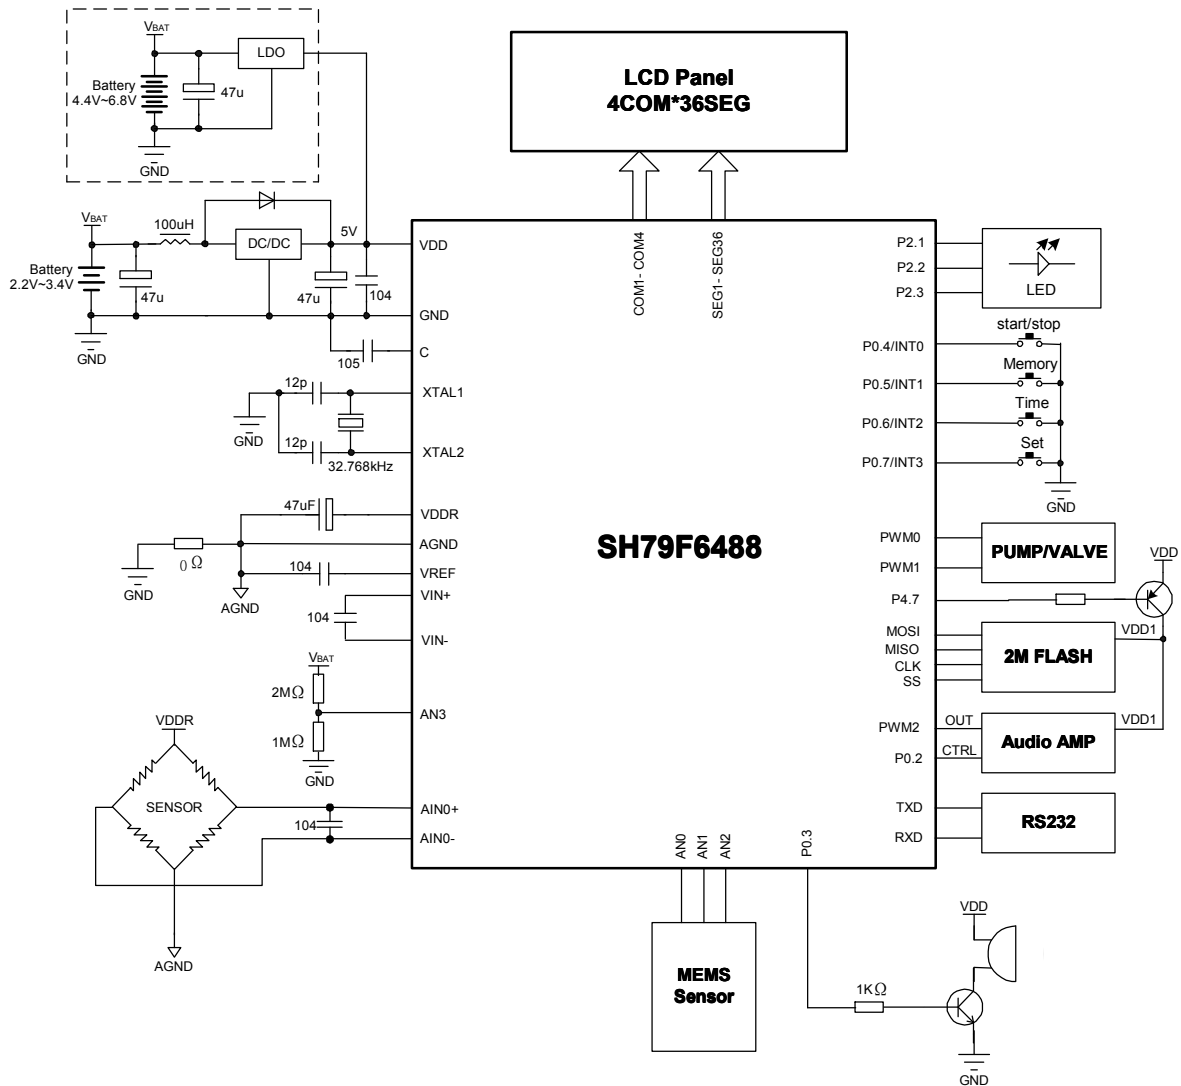 VBAT
LDO
Battery
4.4V~6.8V
47u
GND
LCD Panel
4COM*36SEG
VBAT
100uH
DC/DC
5V
Battery
2.2V~3.4V
47u
47u
104
GND
105
VDD
GND
C
12p
12p
GND
32.768kHz
XTAL1
XTAL2
47uF
0 Ω
GND
AGND
104
104
VDDR
AGND
VREF
VIN+
VIN-
VBAT
2MΩ
1MΩ
GND
AN3
VDDR
SENSOR
104
AGND
AIN0+
AIN0-
COM1- COM4
SEG1- SEG36
SH79F6488
P2.1
P2.2
P2.3
LED
P0.4/INT0
P0.5/INT1
P0.6/INT2
P0.7/INT3
start/stop
Memory
Time
Set
GND
PWM0
PWM1
PUMP/VALVE
P4.7
VDD
MOSI
MISO
CLK
SS
2M FLASH
VDD1
PWM2
OUT
P0.2
CTRL
Audio AMP
VDD1
TXD
RXD
RS232
AN0
AN1
AN2
P0.3
MEMS
Sensor
1KΩ
VDD
GND